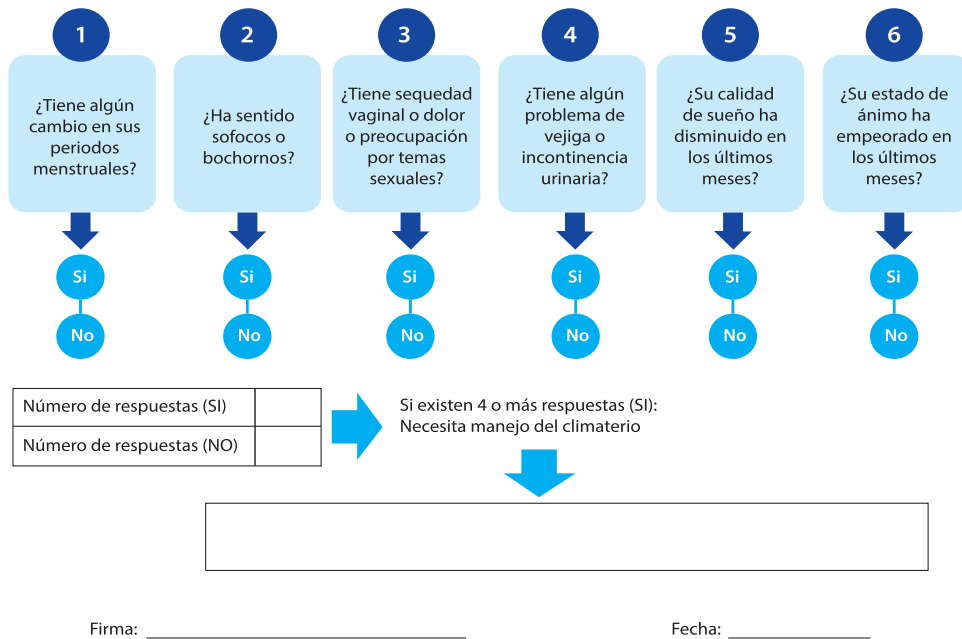 1
¿Tiene algún
cambio en sus
periodos
menstruales?
Si
No
2
¿Ha sentido
sofocos o
bochornos?
Si
No
3
¿Tiene sequedad
vaginal o dolor
o preocupación
por temas
sexuales?
Si
No
4
¿Tiene algún
problema de
vejiga o
incontinencia
urinaria?
Si
No
5
¿Su calidad
de sueño ha
disminuido en
los últimos
meses?
Si
No
6
¿Su estado de
ánimo ha
empeorado en
los últimos
meses?
Si
No
Número de respuestas (SI)
Número de respuestas (NO)
Si existen 4 o más respuestas (SI):
Necesita manejo del climaterio
Firma:
Fecha: